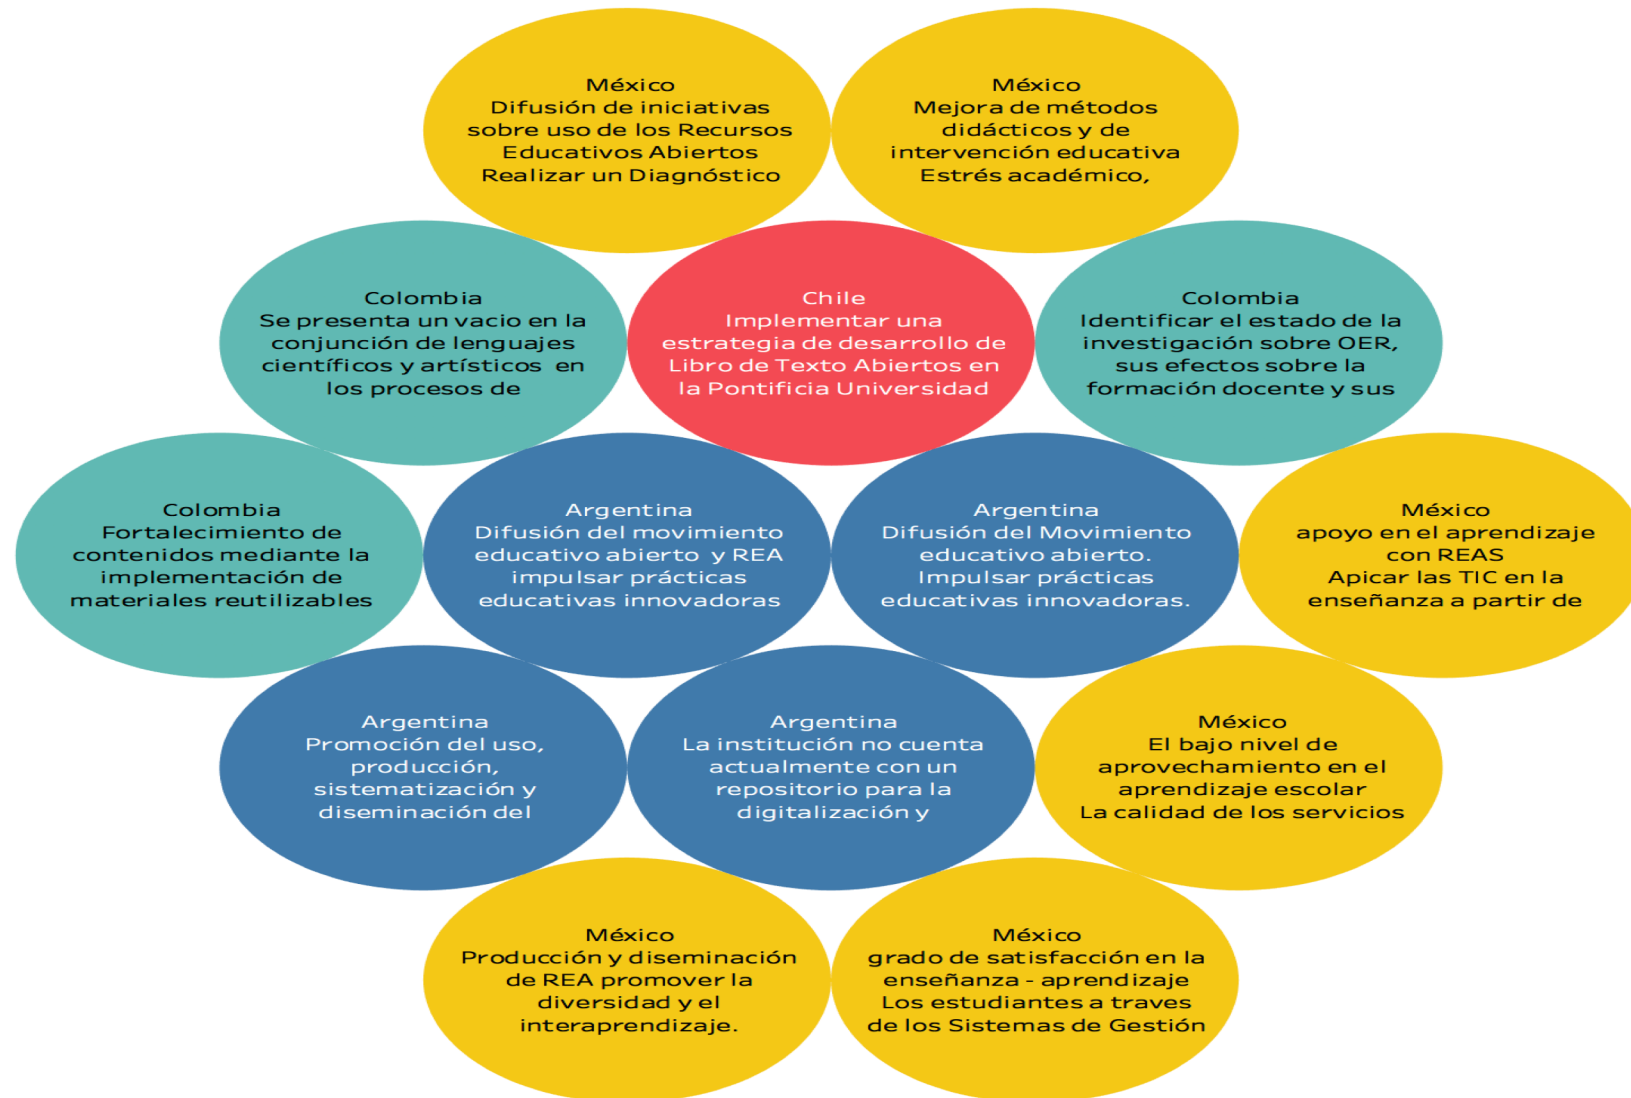 México
Difusión de iniciativas
sobre uso de los Recursos
Educativos Abiertos
Realizar un Diagnóstico
México
Mejora de métodos
didácticos y de
intervención educativa
Estrés académico,
Colombia
Se presenta un vacio en la
conjunción de lenguajes
científicos y artísticos en
los procesos de
Chile
Implementar una
estrategia de desarrollo de
Libro de Texto Abiertos en
la Pontificia Universidad
Colombia
Identificar el estado de la
investigación sobre OER,
sus efectos sobre la
formación docente y sus
Colombia
Fortalecimiento de
contenidos mediante la
implementación de
materiales reutilizables
Argentina
Difusión del movimiento
educativo abierto y REA
impulsar prácticas
educativas innovadoras
Argentina
Difusión del Movimiento
educativo abierto.
Impulsar prácticas
educativas innovadoras.
México
apoyo en el aprendizaje
con REAS
Apicar las TIC en la
enseñanza a partir de
Argentina
Promoción del uso,
producción,
sistematización y
diseminación del
Argentina
La institución no cuenta
actualmente con un
repositorio para la
digitalización y
México
El bajo nivel de
aprovechamiento en el
aprendizaje escolar
La calidad de los servicios
México
Producción y diseminación
de REA promover la
diversidad y el
interaprendizaje.
México
grado de satisfacción en la
enseñanza - aprendizaje
Los estudiantes a traves
de los Sistemas de Gestión